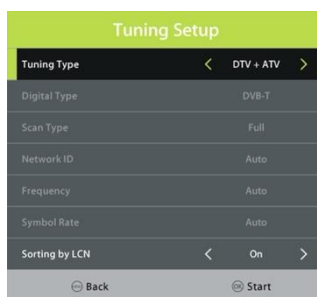 Tuning Setup
Tuning Type < DTV + ATV >
Digital Type DVB-T
Scan Type Full
Network ID Auto
Frequency Auto
Symbol Rate Auto
Sorting by LCN < On >
Back Start